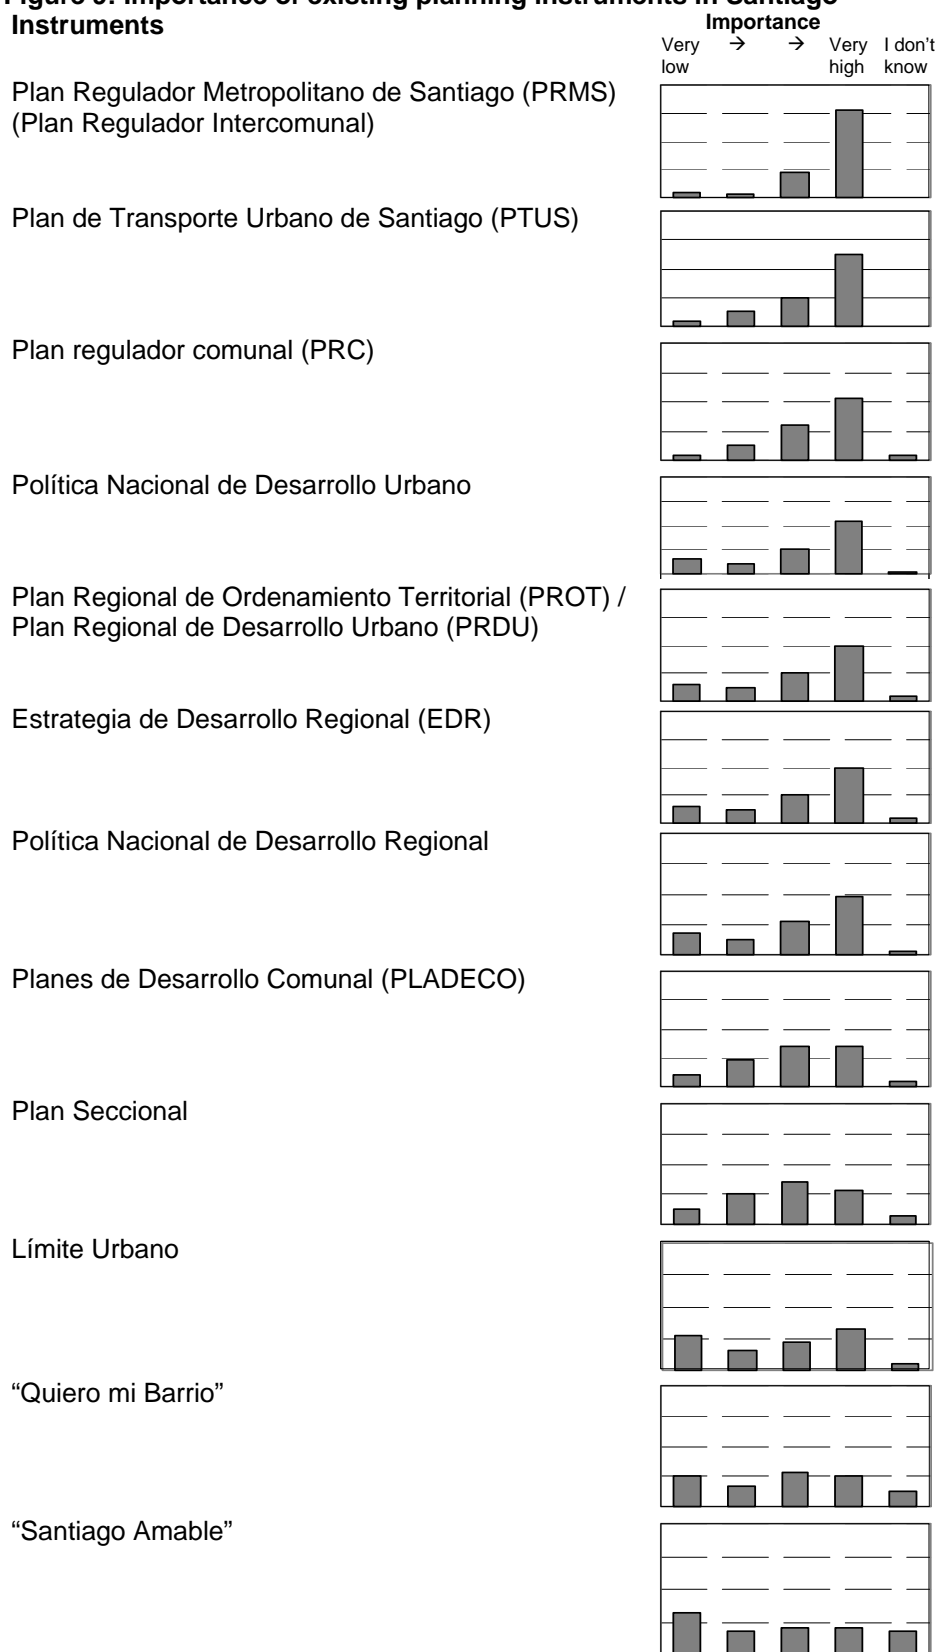 Instruments
Importance
Very → → Very I don't
low high know
Plan Regulador Metropolitano de Santiago (PRMS)
(Plan Regulador Intercomunal)
Plan de Transporte Urbano de Santiago (PTUS)
Plan regulador comunal (PRC)
Política Nacional de Desarrollo Urbano
Plan Regional de Ordenamiento Territorial (PROT) /
Plan Regional de Desarrollo Urbano (PRDU)
Estrategia de Desarrollo Regional (EDR)
Política Nacional de Desarrollo Regional
Planes de Desarrollo Comunal (PLADECO)
Plan Seccional
Límite Urbano
“Quiero mi Barrio”
“Santiago Amable”